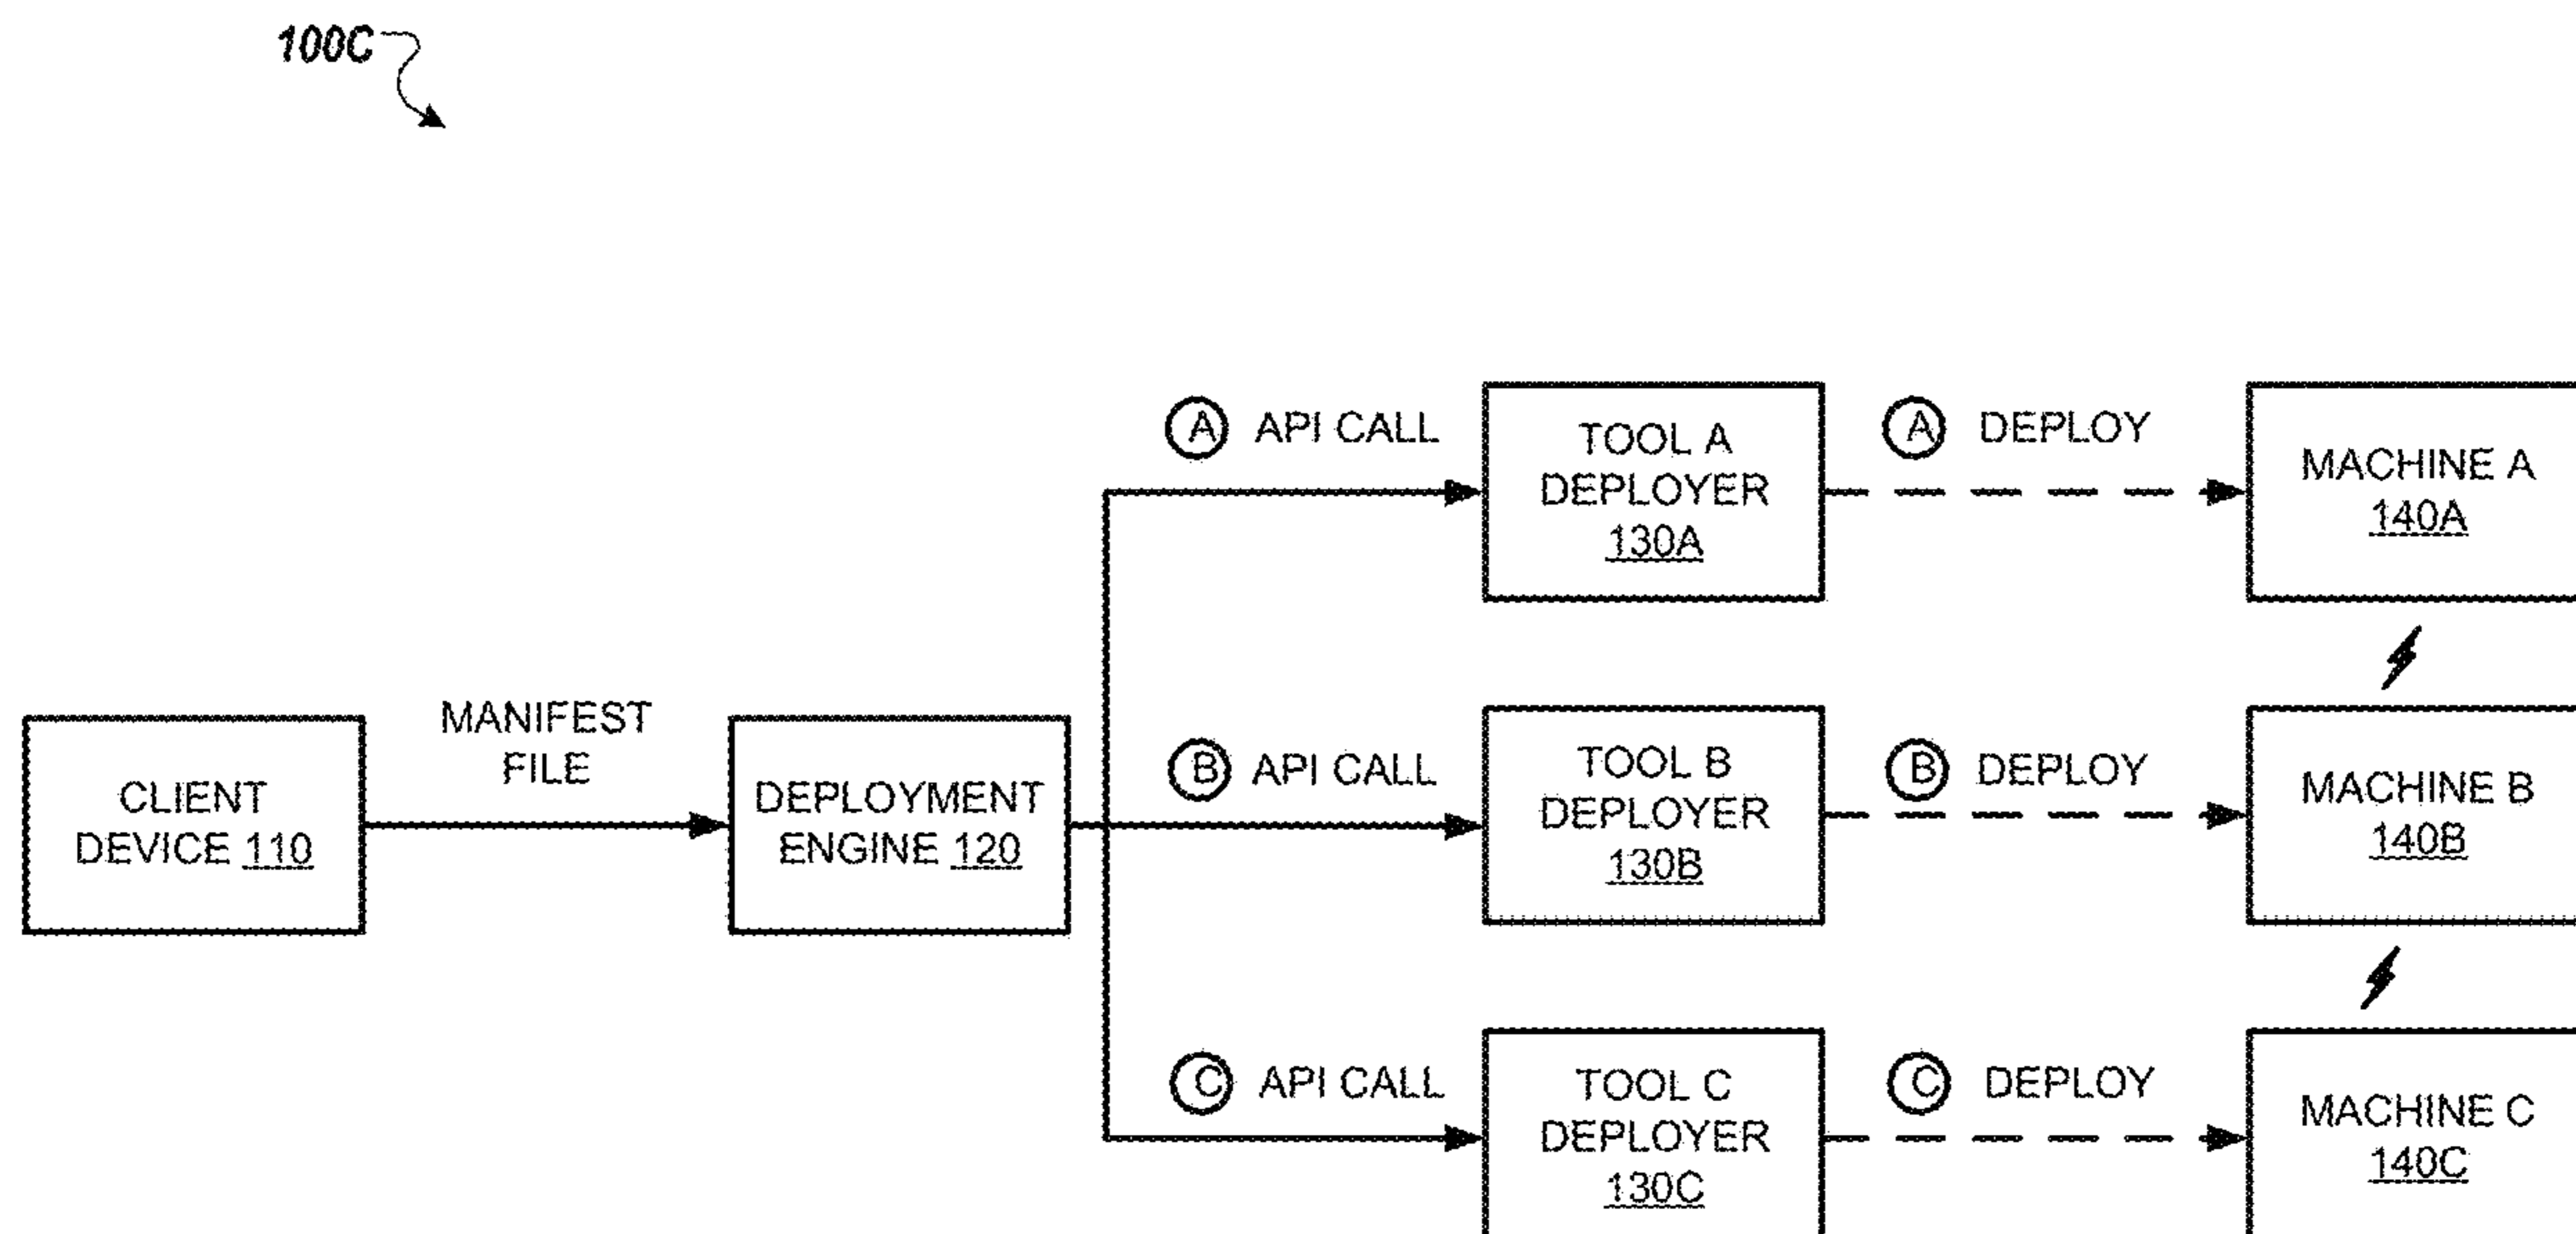 100C
A API CALL
TOOL A
DEPLOYER
130A
A DEPLOY
MACHINE A
140A
CLIENT
DEVICE 110
MANIFEST
FILE
DEPLOYMENT
ENGINE 120
B API CALL
TOOL B
DEPLOYER
130B
B DEPLOY
MACHINE B
140B
C API CALL
TOOL C
DEPLOYER
130C
C DEPLOY
MACHINE C
140C